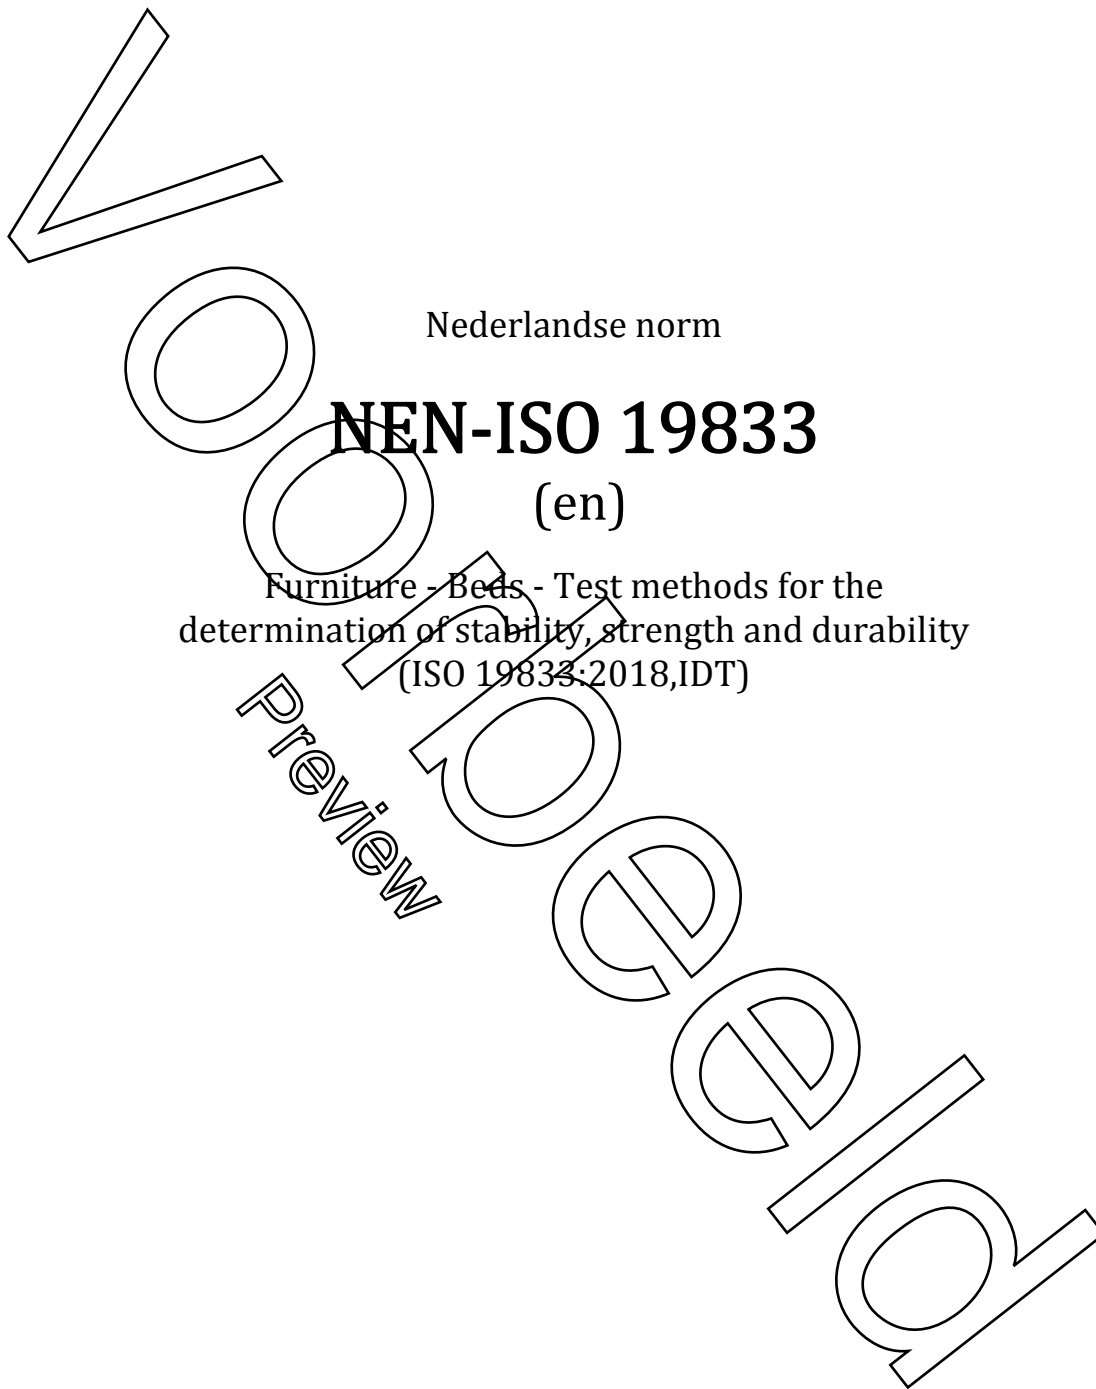 Nederlandse norm
NEN-ISO 19833
(en)
Furniture - Beds - Test methods for the
determination of stability, strength and durability
(ISO 19833:2018,IDT)
Voorbeeld
Preview